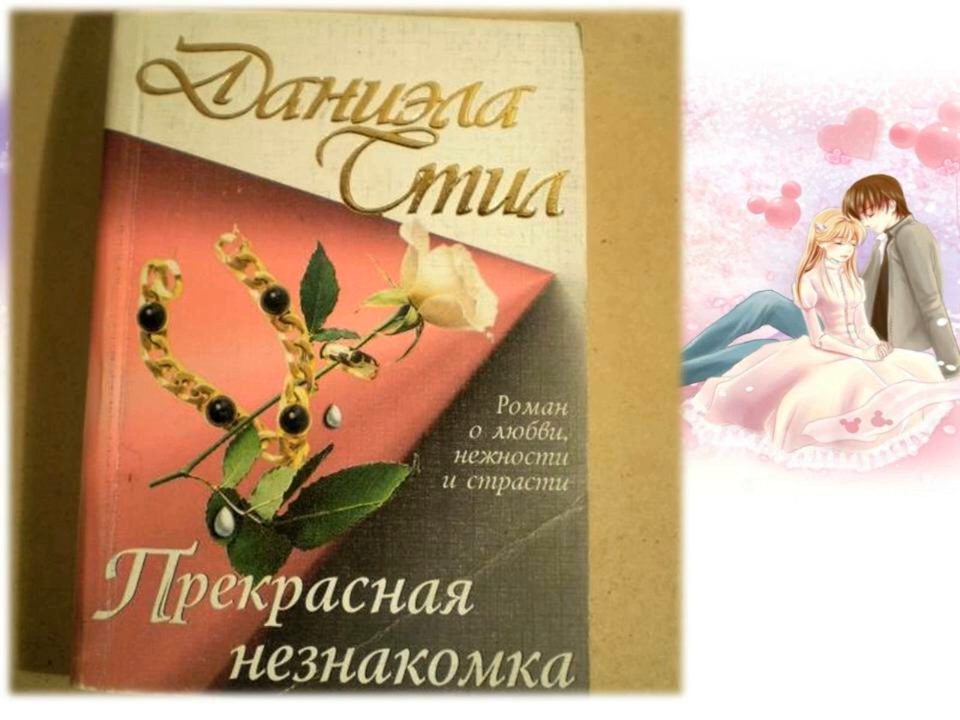 Даниэла
Стил
Роман
о любви,
нежности
и страсти
Прекрасная
незнакомка